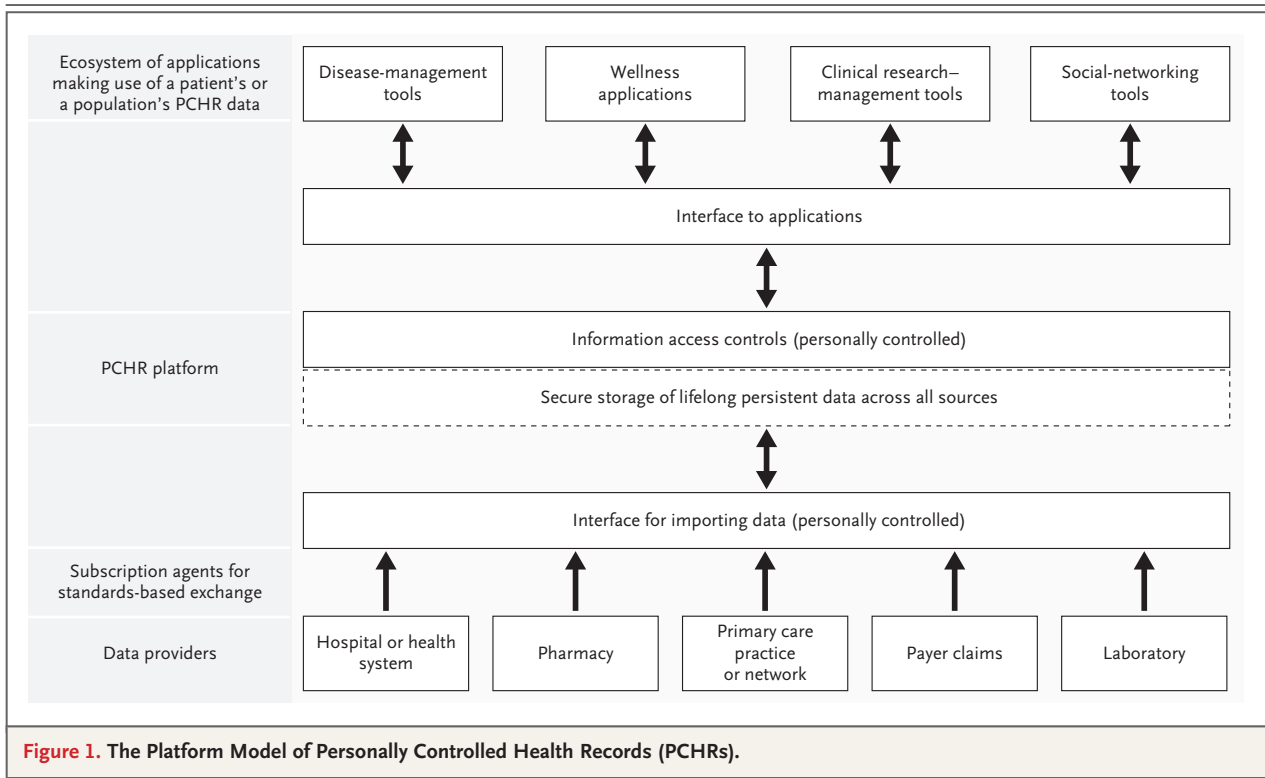 Ecosystem of applications
making use of a patient's or
a population's PCHR data
Disease-management
tools
Wellness
applications
Clinical research–
management tools
Social-networking
tools
Interface to applications
PCHR platform
Information access controls (personally controlled)
Secure storage of lifelong persistent data across all sources
Interface for importing data (personally controlled)
Subscription agents for
standards-based exchange
Data providers
Hospital or health
system
Pharmacy
Primary care
practice
or network
Payer claims
Laboratory
Figure 1. The Platform Model of Personally Controlled Health Records (PCHRs).